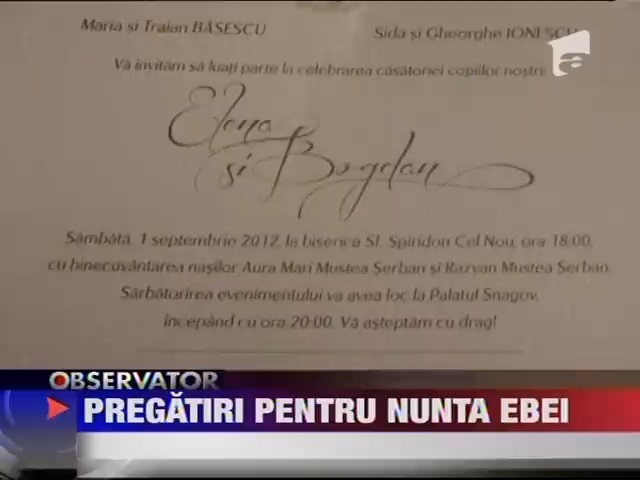 Maria și Traian BĂSESCU
Sida și Gheorghe IONESCU
Vă invităm să luați parte la celebrarea căsătoriei copiilor noștri
Elena
și Bogdan
Sâmbătă, 1 septembrie 2012, la biserica Sf. Spiridon Cel Nou, ora 18:00,
cu binecuvântarea nașilor Aura Mari Mustea Șerban și Razvan Mustea Șerban.
Sărbătorirea evenimentului va avea loc la Palatul Snagov,
începând cu ora 20:00. Vă așteptăm cu drag!
OBSERVATOR
PREGĂTIRI PENTRU NUNTA EBEI